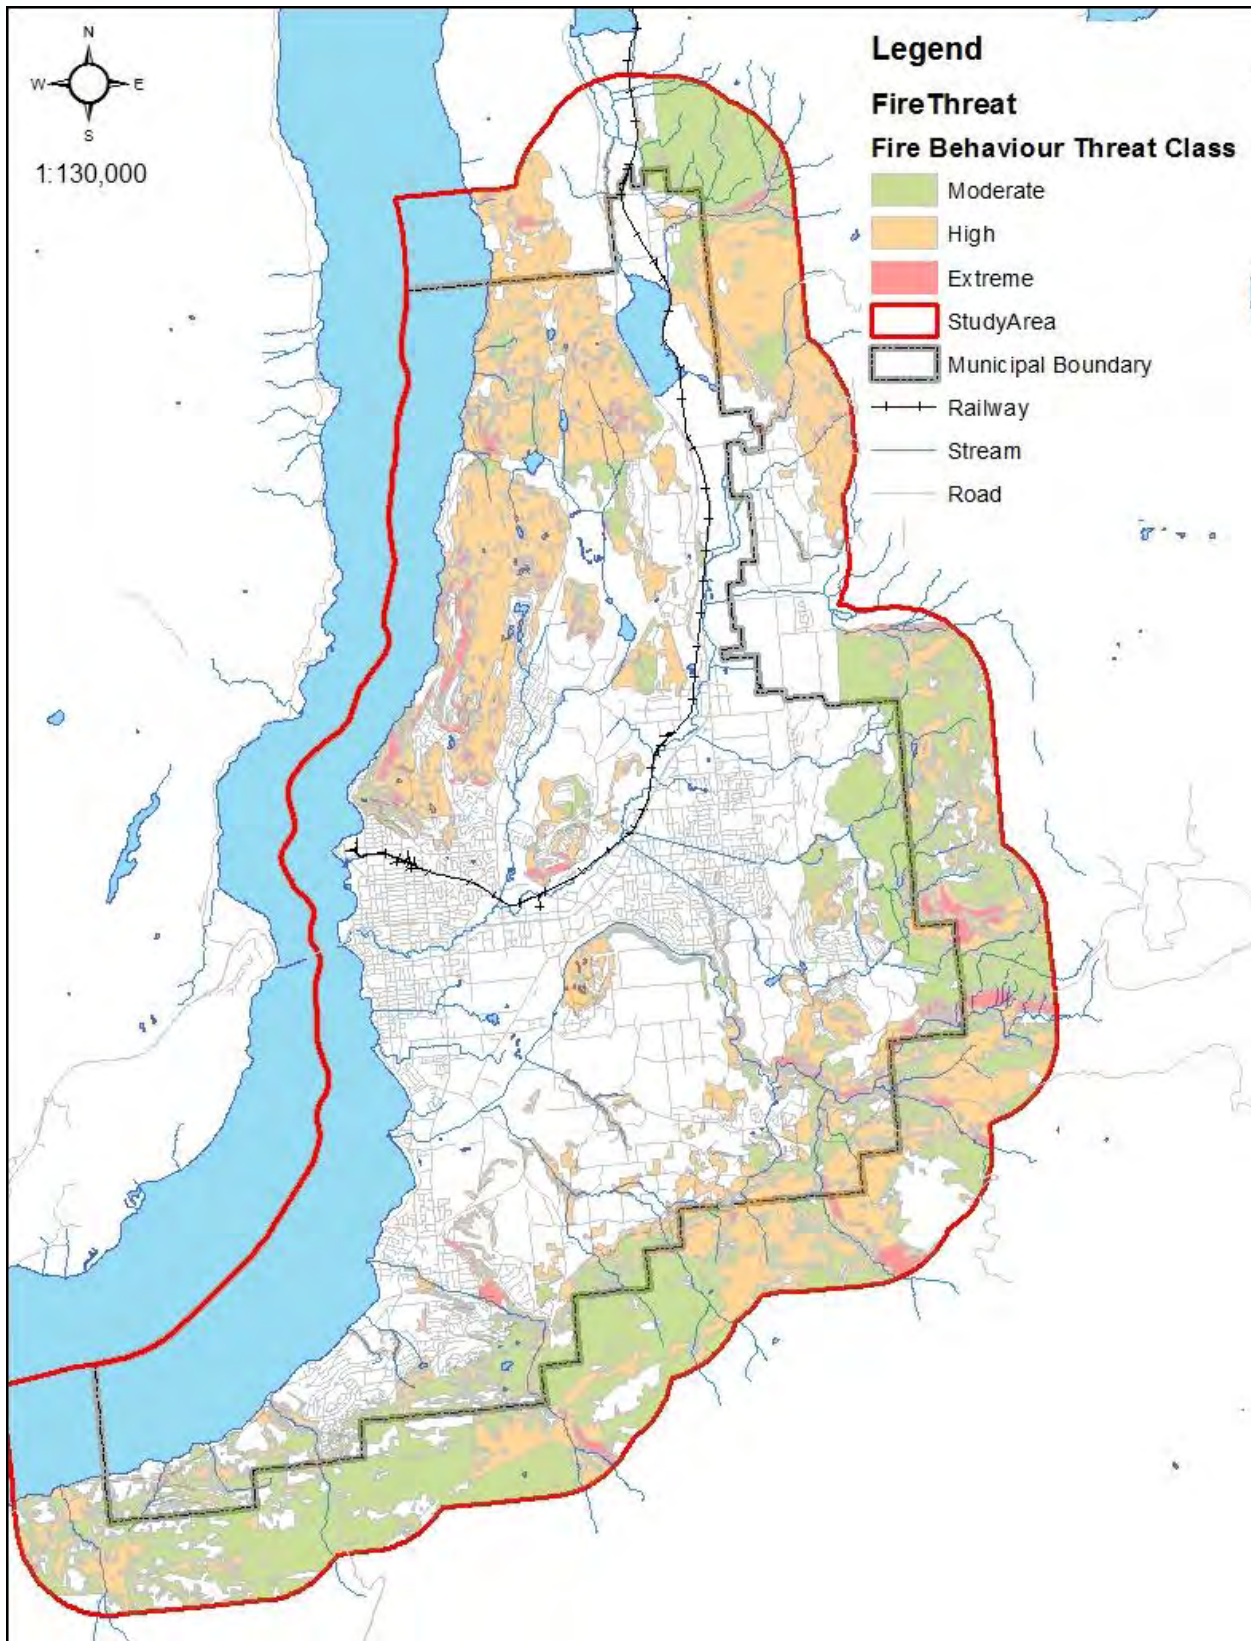 N
W E
S
1:130,000
Legend
FireThreat
Fire Behaviour Threat Class
Moderate
High
Extreme
StudyArea
Municipal Boundary
Railway
Stream
Road